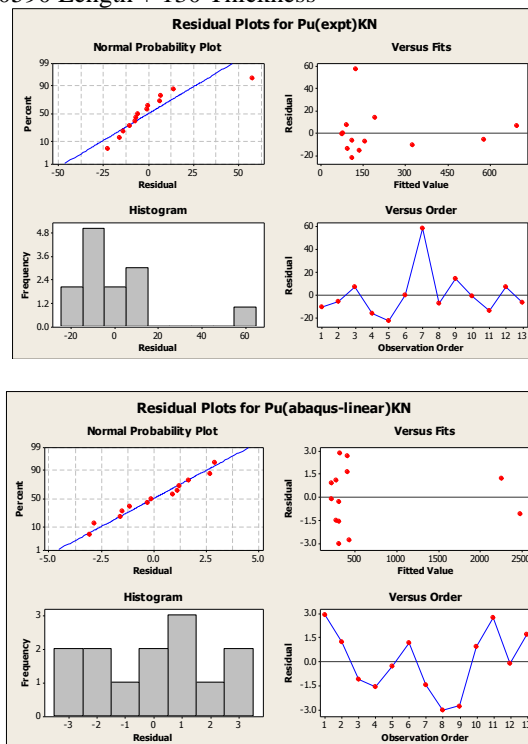 Length + 150 Thickness
Residual Plots for Pu(expt)KN
Normal Probability Plot
Versus Fits
99
90
50
10
1
Percent
-50
-25
0
25
50
Residual
60
40
20
0
-20
Residual
0
150
300
450
600
Fitted Value
Histogram
Versus Order
4.8
3.6
2.4
1.2
0.0
Frequency
-20
0
20
40
60
Residual
60
40
20
0
-20
Residual
1 2 3 4 5 6 7 8 9 10 11 12 13
Observation Order
Residual Plots for Pu(abaqus-linear)KN
Normal Probability Plot
Versus Fits
99
90
50
10
1
Percent
-5.0
-2.5
0.0
2.5
5.0
Residual
3.0
1.5
0.0
-1.5
-3.0
Residual
500
1000
1500
2000
2500
Fitted Value
Histogram
Versus Order
3
2
1
0
Frequency
-3
-2
-1
0
1
2
3
Residual
3.0
1.5
0.0
-1.5
-3.0
Residual
1 2 3 4 5 6 7 8 9 10 11 12 13
Observation Order